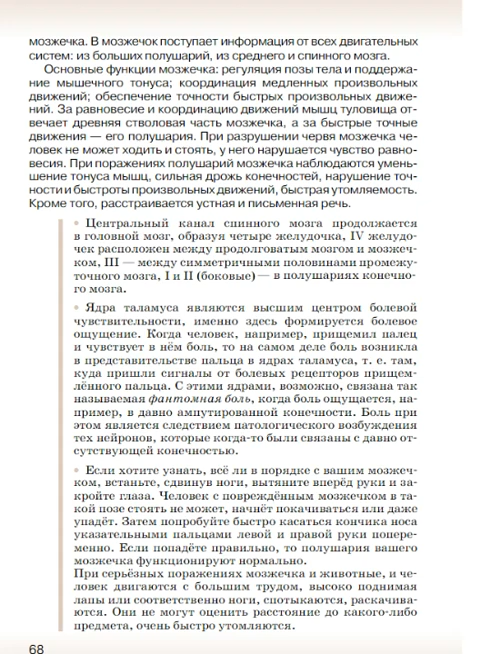 мозжечка. В мозжечок поступает информация от всех двигательных
систем: из больших полушарий, из среднего и спинного мозга.
Основные функции мозжечка: регуляция позы тела и поддержа-
ние мышечного тонуса; координация медленных произвольных
движений; обеспечение точности быстрых произвольных движе-
ний. За равновесие и координацию движений мышц туловища от-
вечает древняя стволовая часть мозжечка, а за быстрые точные
движения — его полушария. При разрушении червя мозжечка че-
ловек не может ходить и стоять, у него нарушается чувство равно-
весия. При поражениях полушарий мозжечка наблюдаются умень-
шение тонуса мышц, сильная дрожь конечностей, нарушение точ-
ности и быстроты произвольных движений, быстрая утомляемость.
Кроме того, расстраивается устная и письменная речь.
• Центральный канал спинного мозга продолжается
в головной мозг, образуя четыре желудочка, IV желудо-
чек расположен между продолговатым мозгом и мозжеч-
ком, III — между симметричными половинами промежу-
точного мозга, I и II (боковые) — в полушариях конечно-
го мозга.
• Ядра таламуса являются высшим центром болевой
чувствительности, именно здесь формируется болевое
ощущение. Когда человек, например, прищемил палец
и чувствует в нём боль, то на самом деле боль возникла
в представительстве пальца в ядрах таламуса, т. е. там,
куда пришли сигналы от болевых рецепторов прищем-
лённого пальца. С этими ядрами, возможно, связана так
называемая фантомная боль, когда боль ощущается, на-
пример, в давно ампутированной конечности. Боль при
этом является следствием патологического возбуждения
тех нейронов, которые когда-то были связаны с давно от-
сутствующей конечностью.
• Если хотите узнать, всё ли в порядке с вашим мозжеч-
ком, встаньте, сдвинув ноги, вытяните вперёд руки и за-
кройте глаза. Человек с повреждённым мозжечком в та-
кой позе стоять не может, начнёт покачиваться или даже
упадёт. Затем попробуйте быстро касаться кончика носа
указательными пальцами левой и правой руки попере-
менно. Если попадёте правильно, то полушария вашего
мозжечка функционируют нормально.
При серьёзных поражениях мозжечка и животные, и че-
ловек двигаются с большим трудом, высоко поднимая
лапы или соответственно ноги, спотыкаются, раскачива-
ются. Они не могут оценить расстояние до какого-либо
предмета, очень быстро утомляются.
68